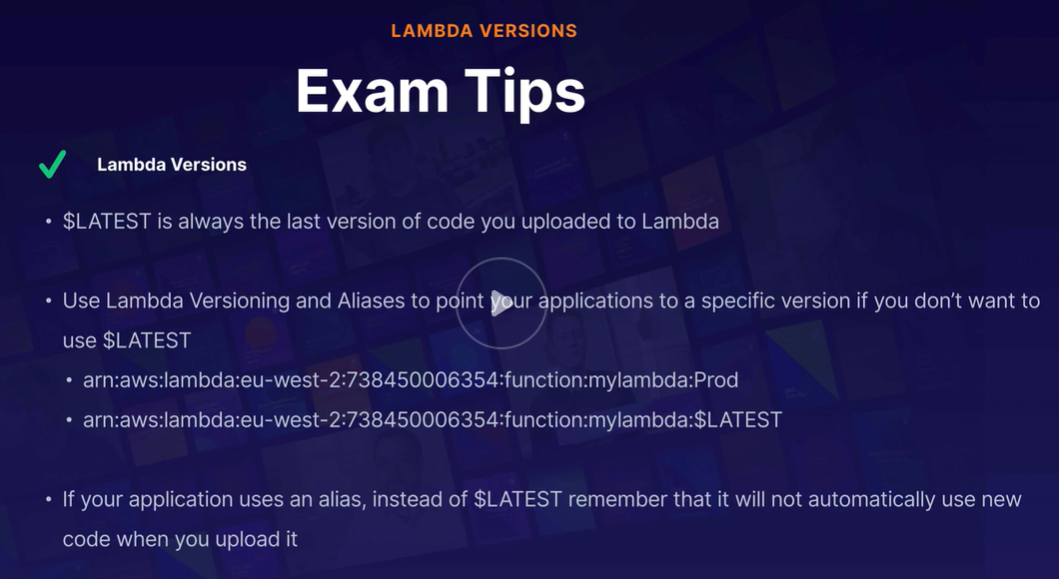 LAMBDA VERSIONS
Exam Tips
Lambda Versions
• $LATEST is always the last version of code you uploaded to Lambda
• Use Lambda Versioning and Aliases to point your applications to a specific version if you don’t want to
use $LATEST
• arn:aws:lambda:eu-west-2:738450006354:function:mylambda:Prod
• arn:aws:lambda:eu-west-2:738450006354:function:mylambda:$LATEST
• If your application uses an alias, instead of $LATEST remember that it will not automatically use new
code when you upload it